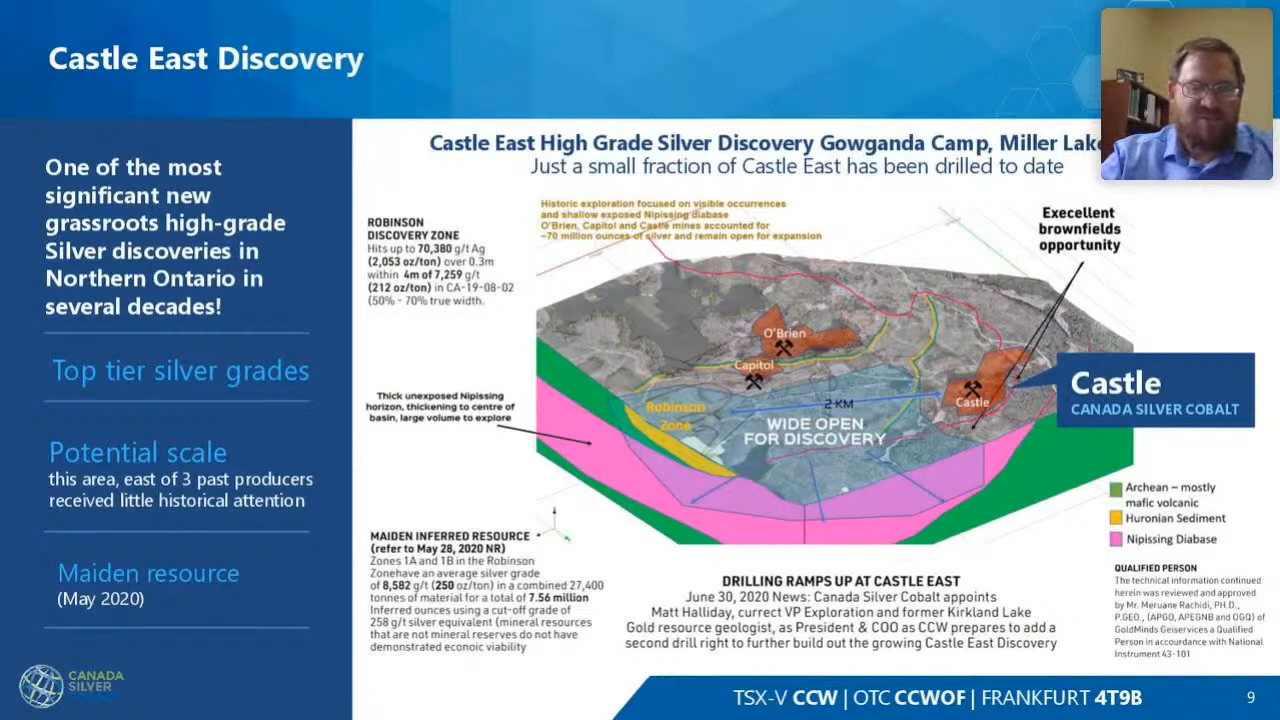 Castle East Discovery
One of the most
significant new
grassroots high-grade
Silver discoveries in
Northern Ontario in
several decades!
Top tier silver grades
Potential scale
this area, east of 3 past producers
received little historical attention
Maiden resource
(May 2020)
CANADA
SILVER
Castle East High Grade Silver Discovery Gowganda Camp, Miller Lake
Just a small fraction of Castle East has been drilled to date
ROBINSON
DISCOVERY ZONE
Hits up to 70,380 g/t Ag
(2,053 oz/ton) over 0.3m
within 4m of 7,259 g/t
(212 oz/ton) in CA-19-08-02
(50% - 70% true width.
Historic exploration focused on visible occurrences
and shallow exposed Nipissing diabase
O'Brien, Capitol and Castle mines accounted for
~70 million ounces of silver and remain open for expansion
Execellent
brownfields
opportunity
O'Brien
Capitol
Castle
Robinson
Zone
2 KM
WIDE OPEN
FOR DISCOVERY
Castle
CANADA SILVER COBALT
Thick unexposed Nipissing
horizon, thickening to centre of
basin, large volume to explore
Archean – mostly
mafic volcanic
Huronian Sediment
Nipissing Diabase
MAIDEN INFERRED RESOURCE
(refer to May 28, 2020 NR)
Zones 1A and 1B in the Robinson
Zonehave an average silver grade
of 8,582 g/t (250 oz/ton) in a combined 27,400
tonnes of material for a total of 7.56 million
Inferred ounces using a cut-off grade of
258 g/t silver equivalent (mineral resources
that are not mineral reserves do not have
demonstrated econoic viability
DRILLING RAMPS UP AT CASTLE EAST
June 30, 2020 News: Canada Silver Cobalt appoints
Matt Halliday, currect VP Exploration and former Kirkland Lake
Gold resource geologist, as President & COO as CCW prepares to add a
second drill right to further build out the growing Castle East Discovery
QUALIFIED PERSON
The technical information continued
herein was reviewed and approved
by Mr. Meruane Rachidi, PH.D.,
P.GEO., (APGO, APEGNB and OGQ) of
GoldMinds Geiservices a Qualified
Person in accordance with National
Instrument 43-101
TSX-V CCW | OTC CCWOF | FRANKFURT 4T9B
9